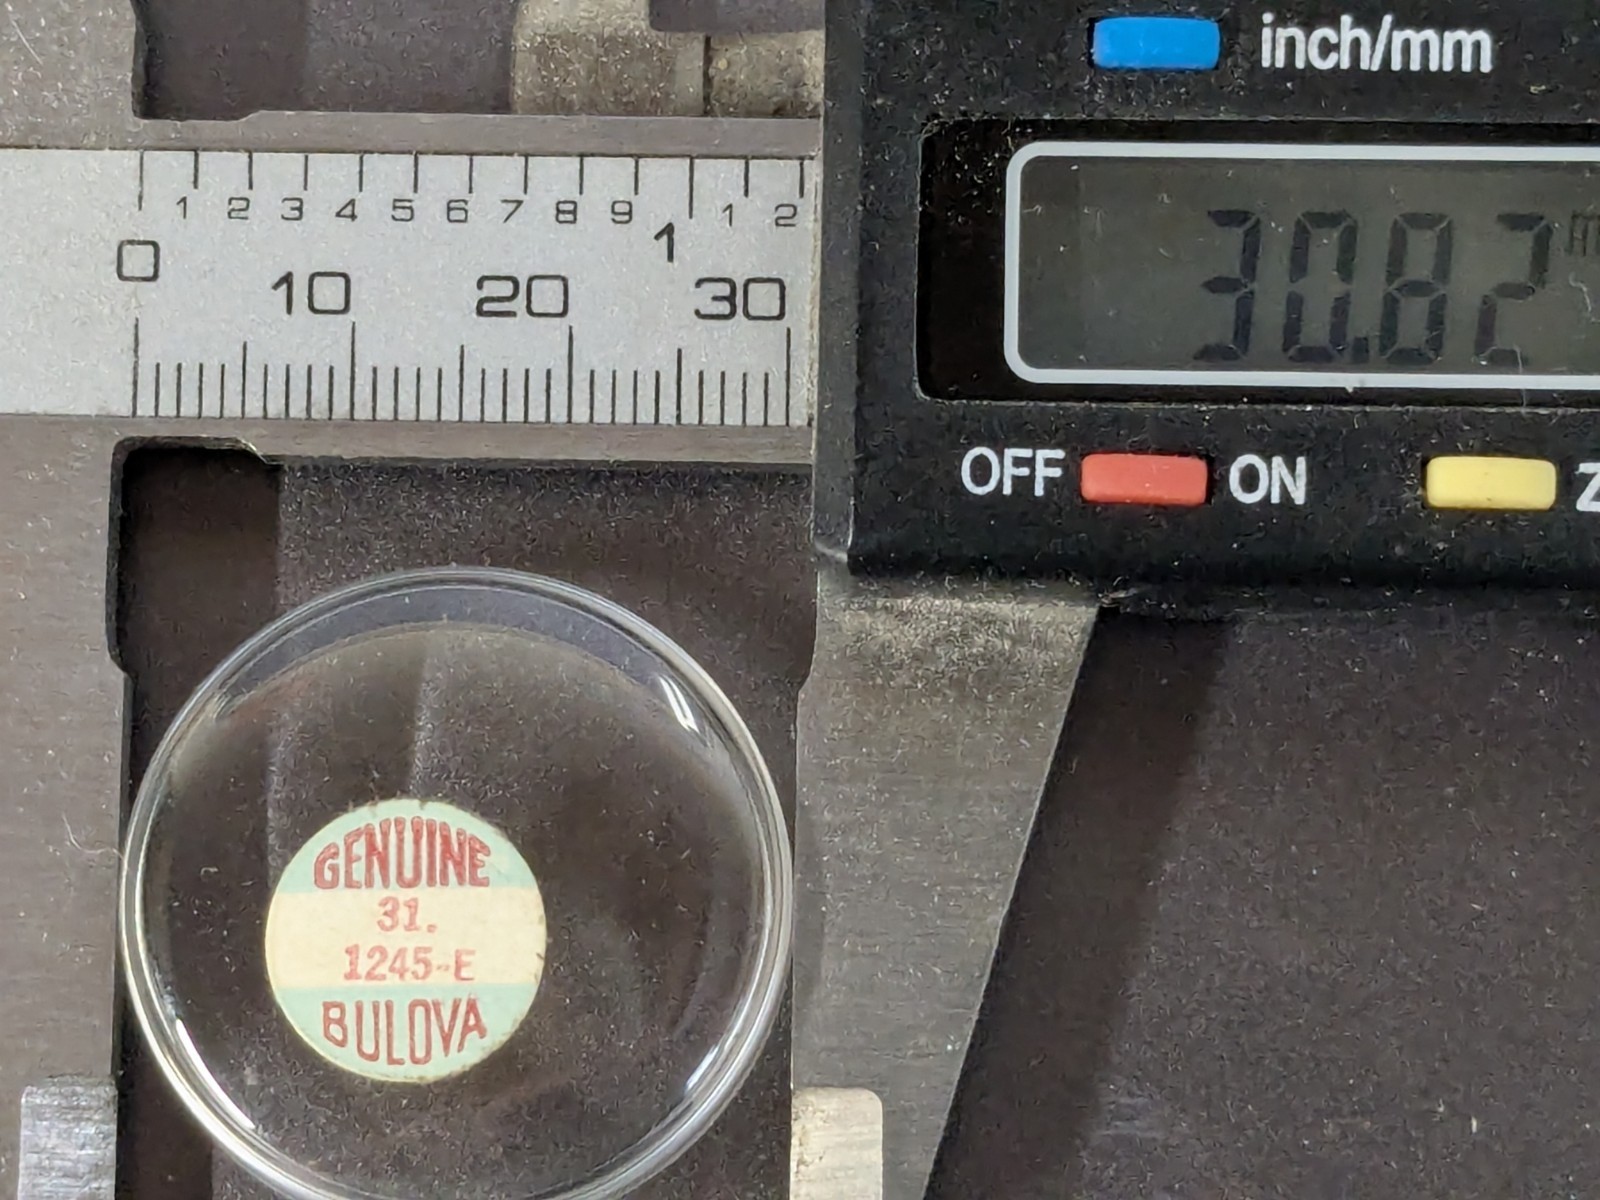 inch/mm
0 1 2 3 4 5 6 7 8 9 1 1 2
10 20 30
30.82
OFF ON
GENUINE
31.
1245-E
BULOVA